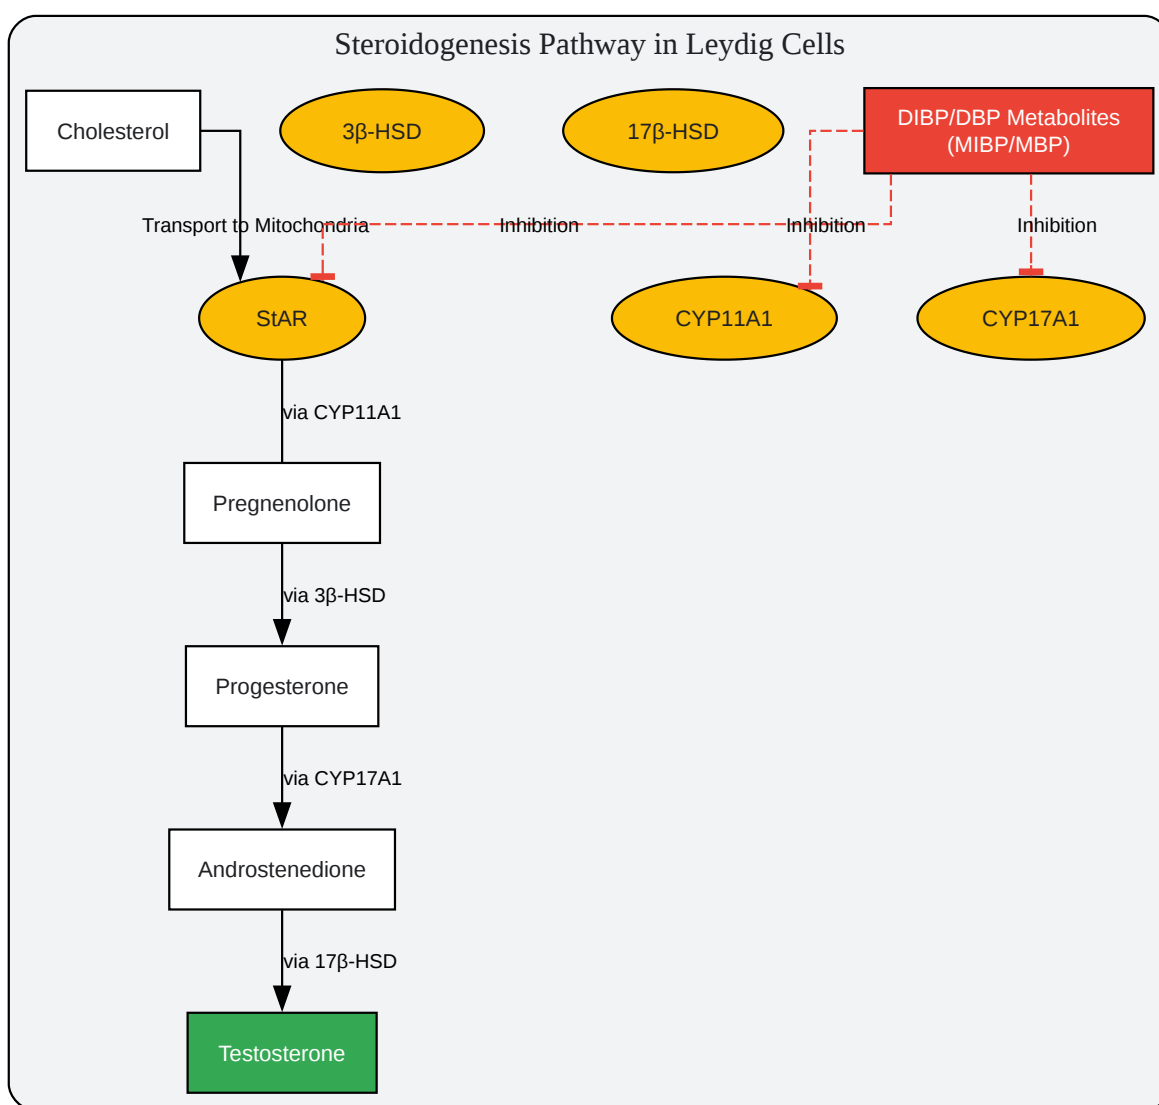 Steroidogenesis Pathway in Leydig Cells
Cholesterol
3β-HSD
17β-HSD
DIBP/DBP Metabolites
(MIBP/MBP)
Transport to Mitochondria
Inhibition
Inhibition
Inhibition
StAR
CYP11A1
CYP17A1
via CYP11A1
Pregnenolone
via 3β-HSD
Progesterone
via CYP17A1
Androstenedione
via 17β-HSD
Testosterone